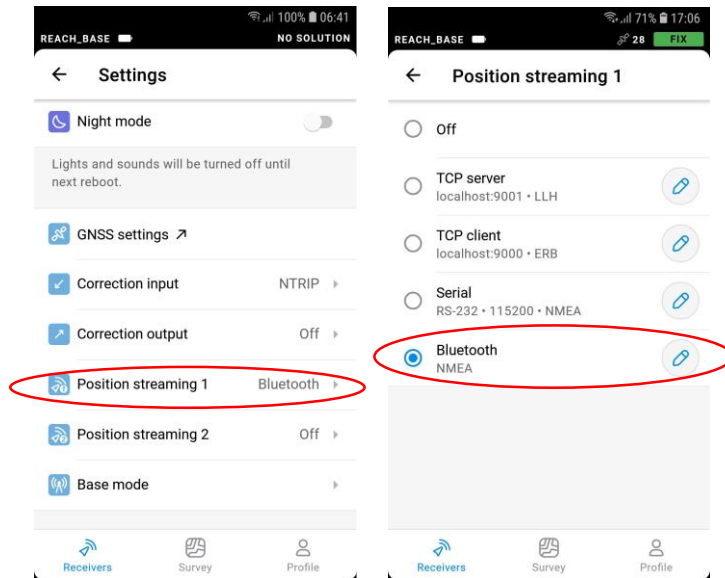 100% 06:41
REACH_BASE NO SOLUTION
Settings
Night mode
Lights and sounds will be turned off until
next reboot.
GNSS settings
Correction input NTRIP
Correction output Off
Position streaming 1 Bluetooth
Position streaming 2 Off
Base mode
Receivers Survey Profile
71% 17:06
REACH_BASE 28 FIX
Position streaming 1
Off
TCP server
localhost:9001 • LLH
TCP client
localhost:9000 • ERB
Serial
RS-232 • 115200 • NMEA
Bluetooth
NMEA
Receivers Survey Profile